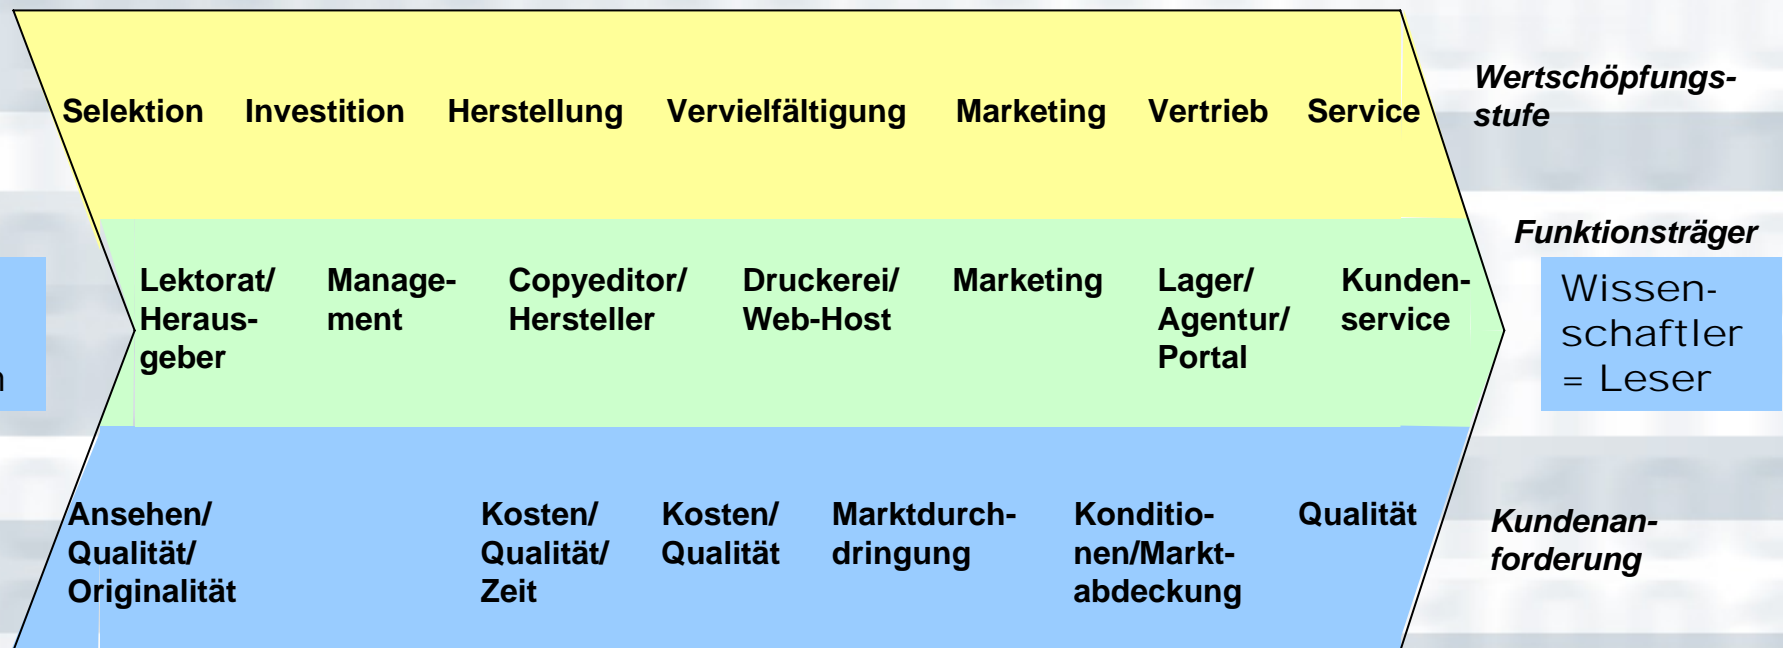 Selektion Investition Herstellung Vervielfältigung Marketing Vertrieb Service
Wertschöpfungs-
stufe
Lektorat/
Heraus-
geber
Manage-
ment
Copyeditor/
Hersteller
Druckerei/
Web-Host
Marketing
Lager/
Agentur/
Portal
Kunden-
service
Funktionsträger
Wissen-
schaftler
= Leser
Ansehen/
Qualität/
Originalität
Kosten/
Qualität/
Zeit
Kosten/
Qualität
Marktdurch-
dringung
Konditio-
nen/Markt-
abdeckung
Qualität
Kundenan-
forderung